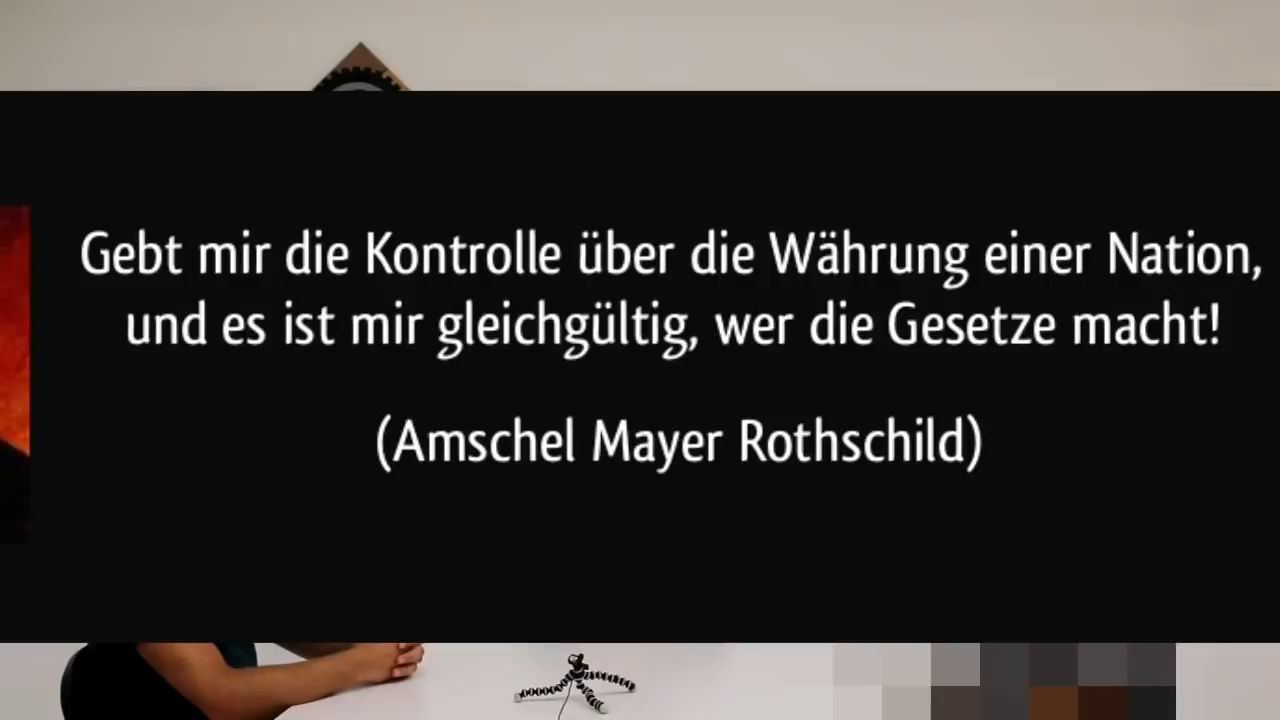 Gebt mir die Kontrolle über die Währung einer Nation,
und es ist mir gleichgültig, wer die Gesetze macht!
(Amschel Mayer Rothschild)